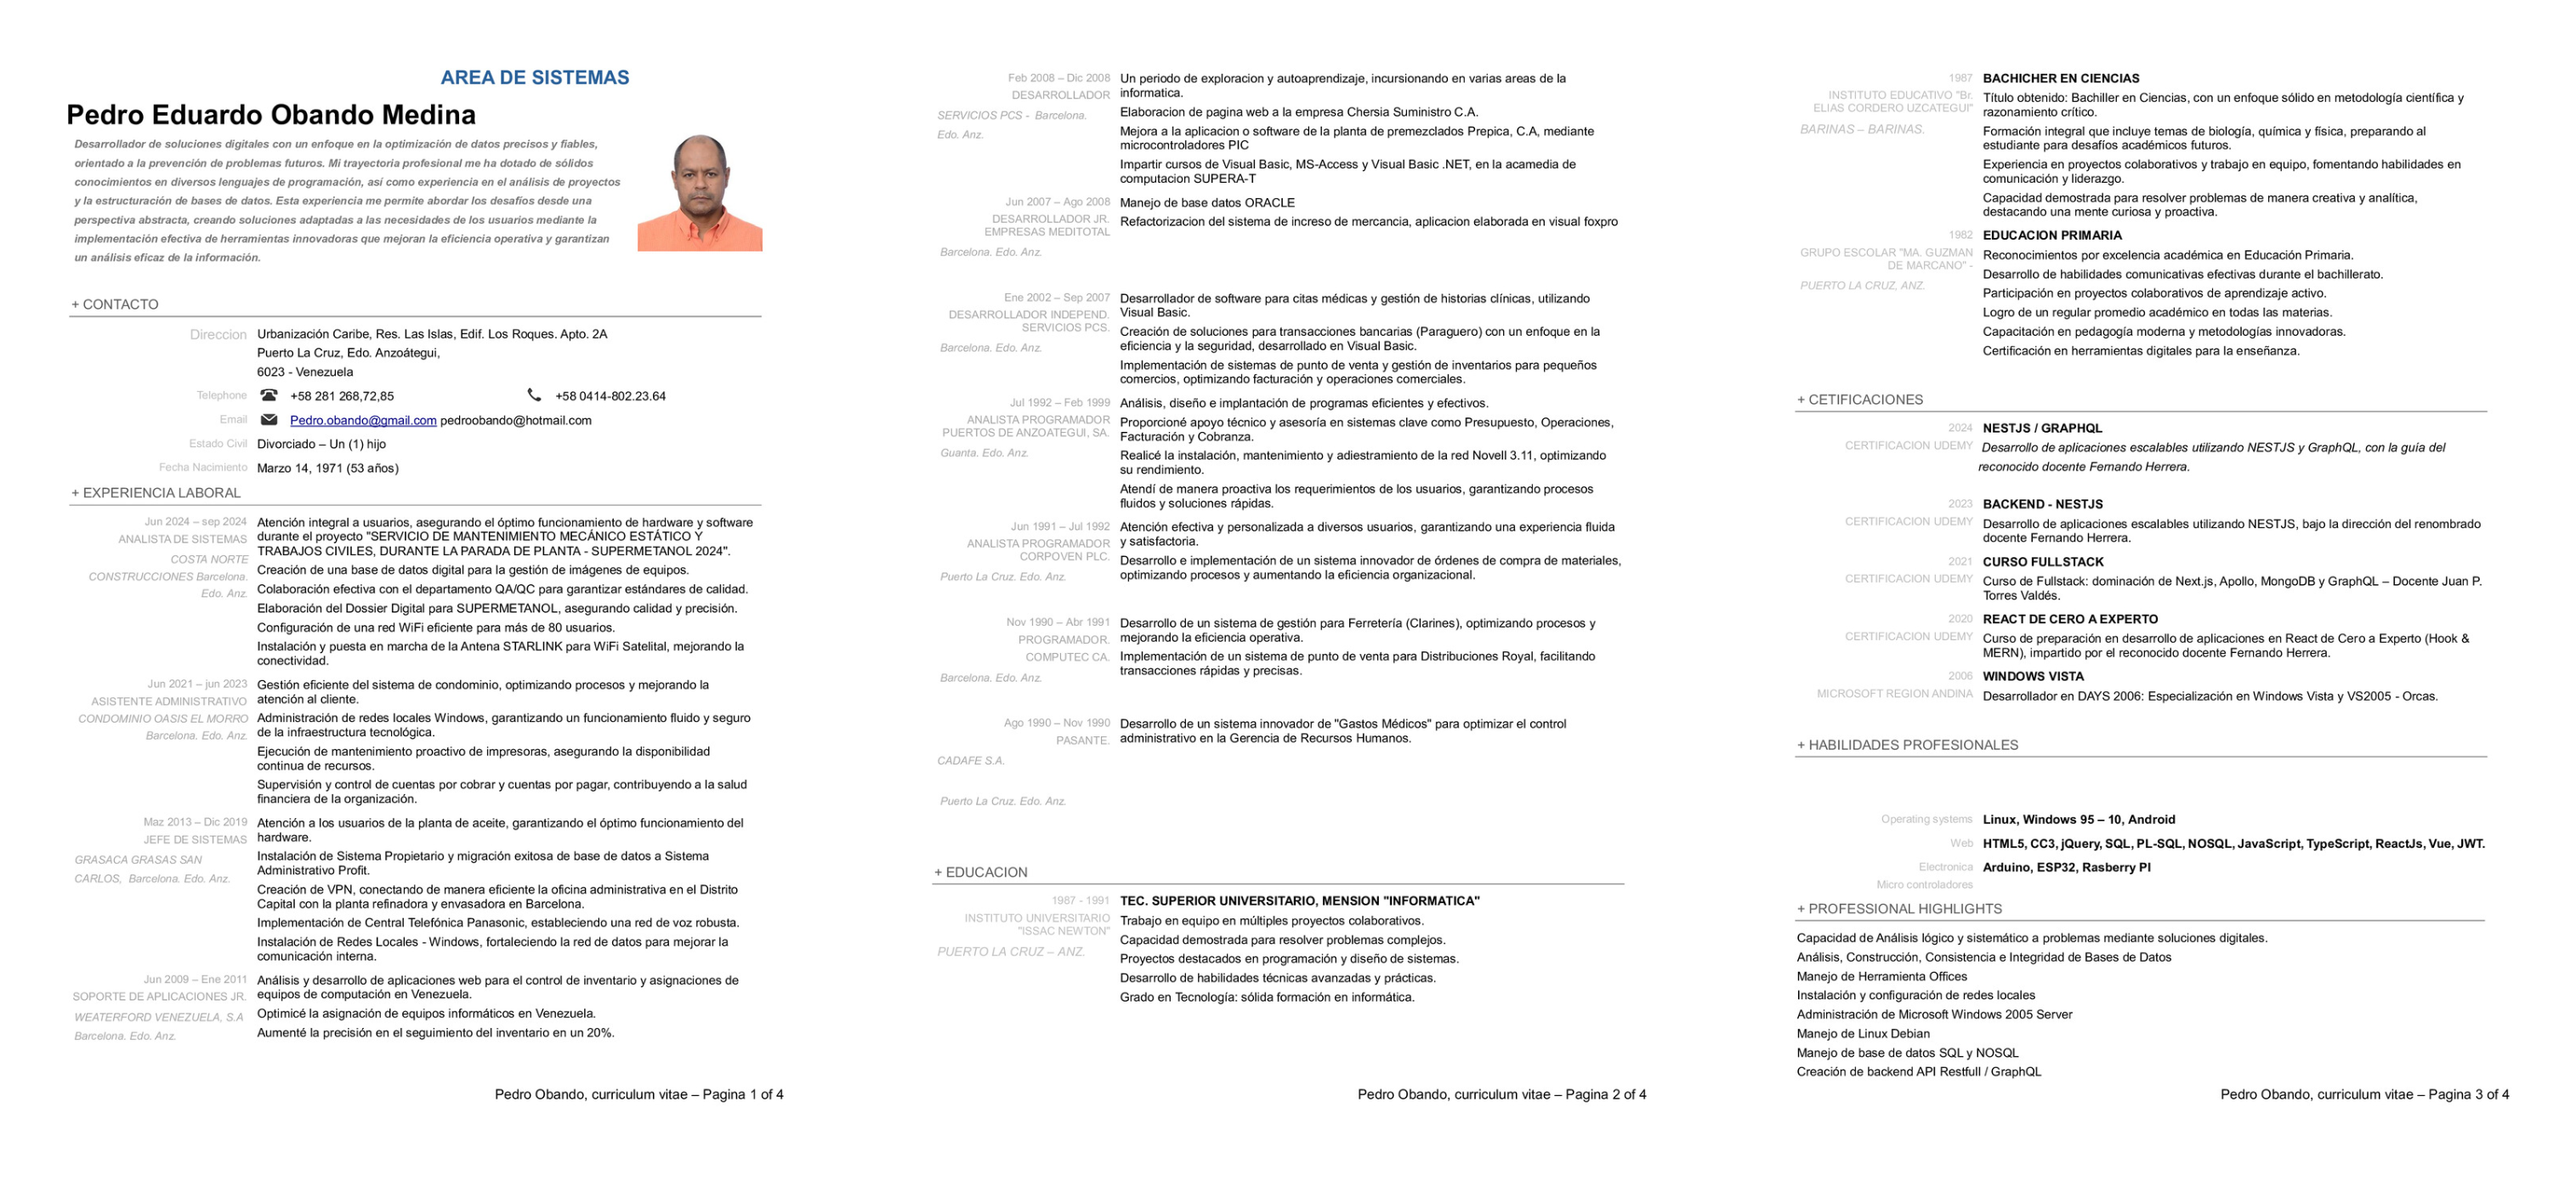 AREA DE SISTEMAS
Pedro Eduardo Obando Medina
Desarrollador de soluciones digitales con un enfoque en la optimización de datos precisos y fiables,
orientado a la prevención de problemas futuros. Mi trayectoria profesional me ha dotado de sólidos
conocimientos en diversos lenguajes de programación, así como experiencia en el análisis de proyectos
y la estructuración de bases de datos. Esta experiencia me permite abordar los desafíos desde una
perspectiva abstracta, creando soluciones adaptadas a las necesidades de los usuarios mediante la
implementación efectiva de herramientas innovadoras que mejoran la eficiencia operativa y garantizan
un análisis eficaz de la información.
+ CONTACTO
Direccion Urbanización Caribe, Res. Las Islas, Edif. Los Roques. Apto. 2A
Puerto La Cruz, Edo. Anzoátegui,
6023 - Venezuela
Telephone +58 281 268,72,85 +58 0414-802.23.64
Email Pedro.obando@gmail.com pedroobando@hotmail.com
Estado Civil Divorciado – Un (1) hijo
Fecha Nacimiento Marzo 14, 1971 (53 años)
+ EXPERIENCIA LABORAL
Jun 2024 – sep 2024
ANALISTA DE SISTEMAS
COSTA NORTE
CONSTRUCCIONES Barcelona.
Edo. Anz.
Atención integral a usuarios, asegurando el óptimo funcionamiento de hardware y software
durante el proyecto "SERVICIO DE MANTENIMIENTO MECÁNICO ESTÁTICO Y
TRABAJOS CIVILES, DURANTE LA PARADA DE PLANTA - SUPERMETANOL 2024".
Creación de una base de datos digital para la gestión de imágenes de equipos.
Colaboración efectiva con el departamento QA/QC para garantizar estándares de calidad.
Elaboración del Dossier Digital para SUPERMETANOL, asegurando calidad y precisión.
Configuración de una red WiFi eficiente para más de 80 usuarios.
Instalación y puesta en marcha de la Antena STARLINK para WiFi Satelital, mejorando la
conectividad.
Jun 2021 – jun 2023
ASISTENTE ADMINISTRATIVO
CONDOMINIO OASIS EL MORRO
Barcelona. Edo. Anz.
Gestión eficiente del sistema de condominio, optimizando procesos y mejorando la
atención al cliente.
Administración de redes locales Windows, garantizando un funcionamiento fluido y seguro
de la infraestructura tecnológica.
Ejecución de mantenimiento proactivo de impresoras, asegurando la disponibilidad
continua de recursos.
Supervisión y control de cuentas por cobrar y cuentas por pagar, contribuyendo a la salud
financiera de la organización.
Maz 2013 – Dic 2019
JEFE DE SISTEMAS
GRASACA GRASAS SAN
CARLOS, Barcelona. Edo. Anz.
Atención a los usuarios de la planta de aceite, garantizando el óptimo funcionamiento del
hardware.
Instalación de Sistema Propietario y migración exitosa de base de datos a Sistema
Administrativo Profit.
Creación de VPN, conectando de manera eficiente la oficina administrativa en el Distrito
Capital con la planta refinadora y envasadora en Barcelona.
Implementación de Central Telefónica Panasonic, estableciendo una red de voz robusta.
Instalación de Redes Locales - Windows, fortaleciendo la red de datos para mejorar la
comunicación interna.
Jun 2009 – Ene 2011
SOPORTE DE APLICACIONES JR.
WEATERFORD VENEZUELA, S.A
Barcelona. Edo. Anz.
Análisis y desarrollo de aplicaciones web para el control de inventario y asignaciones de
equipos de computación en Venezuela.
Optimicé la asignación de equipos informáticos en Venezuela.
Aumenté la precisión en el seguimiento del inventario en un 20%.
Pedro Obando, curriculum vitae – Pagina 1 of 4
Feb 2008 – Dic 2008
DESARROLLADOR
SERVICIOS PCS - Barcelona.
Edo. Anz.
Un periodo de exploracion y autoaprendizaje, incursionando en varias areas de la
informatica.
Elaboracion de pagina web a la empresa Chersia Suministro C.A.
Mejora a la aplicacion o software de la planta de premezclados Prepica, C.A, mediante
microcontroladores PIC
Impartir cursos de Visual Basic, MS-Access y Visual Basic .NET, en la acamedia de
computacion SUPERA-T
Jun 2007 – Ago 2008
DESARROLLADOR JR.
EMPRESAS MEDITOTAL
Barcelona. Edo. Anz.
Manejo de base datos ORACLE
Refactorizacion del sistema de increso de mercancia, aplicacion elaborada en visual foxpro
Ene 2002 – Sep 2007
DESARROLLADOR INDEPEND.
SERVICIOS PCS.
Barcelona. Edo. Anz.
Desarrollador de software para citas médicas y gestión de historias clínicas, utilizando
Visual Basic.
Creación de soluciones para transacciones bancarias (Paraguero) con un enfoque en la
eficiencia y la seguridad, desarrollado en Visual Basic.
Implementación de sistemas de punto de venta y gestión de inventarios para pequeños
comercios, optimizando facturación y operaciones comerciales.
Jul 1992 – Feb 1999
ANALISTA PROGRAMADOR
PUERTOS DE ANZOATEGUI, SA.
Guanta. Edo. Anz.
Análisis, diseño e implantación de programas eficientes y efectivos.
Proporcioné apoyo técnico y asesoría en sistemas clave como Presupuesto, Operaciones,
Facturación y Cobranza.
Realicé la instalación, mantenimiento y adiestramiento de la red Novell 3.11, optimizando
su rendimiento.
Atendí de manera proactiva los requerimientos de los usuarios, garantizando procesos
fluidos y soluciones rápidas.
Jun 1991 – Jul 1992
ANALISTA PROGRAMADOR
CORPOVEN PLC.
Puerto La Cruz. Edo. Anz.
Atención efectiva y personalizada a diversos usuarios, garantizando una experiencia fluida
y satisfactoria.
Desarrollo e implementación de un sistema innovador de órdenes de compra de materiales,
optimizando procesos y aumentando la eficiencia organizacional.
Nov 1990 – Abr 1991
PROGRAMADOR.
COMPUTEC CA.
Barcelona. Edo. Anz.
Desarrollo de un sistema de gestión para Ferretería (Clarines), optimizando procesos y
mejorando la eficiencia operativa.
Implementación de un sistema de punto de venta para Distribuciones Royal, facilitando
transacciones rápidas y precisas.
Ago 1990 – Nov 1990
PASANTE.
CADAFE S.A.
Puerto La Cruz. Edo. Anz.
Desarrollo de un sistema innovador de "Gastos Médicos" para optimizar el control
administrativo en la Gerencia de Recursos Humanos.
+ EDUCACION
1987 - 1991
INSTITUTO UNIVERSITARIO
"ISSAC NEWTON"
PUERTO LA CRUZ – ANZ.
TEC. SUPERIOR UNIVERSITARIO, MENSION "INFORMATICA"
Trabajo en equipo en múltiples proyectos colaborativos.
Capacidad demostrada para resolver problemas complejos.
Proyectos destacados en programación y diseño de sistemas.
Desarrollo de habilidades técnicas avanzadas y prácticas.
Grado en Tecnología: sólida formación en informática.
Pedro Obando, curriculum vitae – Pagina 2 of 4
1987
INSTITUTO EDUCATIVO "Br.
ELIAS CORDERO UZCATEGUI"
BARINAS – BARINAS.
BACHICHER EN CIENCIAS
Título obtenido: Bachiller en Ciencias, con un enfoque sólido en metodología científica y
razonamiento crítico.
Formación integral que incluye temas de biología, química y física, preparando al
estudiante para desafíos académicos futuros.
Experiencia en proyectos colaborativos y trabajo en equipo, fomentando habilidades en
comunicación y liderazgo.
Capacidad demostrada para resolver problemas de manera creativa y analítica,
destacando una mente curiosa y proactiva.
1982
GRUPO ESCOLAR "MA. GUZMAN
DE MARCANO" -
PUERTO LA CRUZ, ANZ.
EDUCACION PRIMARIA
Reconocimientos por excelencia académica en Educación Primaria.
Desarrollo de habilidades comunicativas efectivas durante el bachillerato.
Participación en proyectos colaborativos de aprendizaje activo.
Logro de un regular promedio académico en todas las materias.
Capacitación en pedagogía moderna y metodologías innovadoras.
Certificación en herramientas digitales para la enseñanza.
+ CETIFICACIONES
2024 NESTJS / GRAPHQL
CERTIFICACION UDEMY Desarrollo de aplicaciones escalables utilizando NESTJS y GraphQL, con la guía del
reconocido docente Fernando Herrera.
2023 BACKEND - NESTJS
CERTIFICACION UDEMY Desarrollo de aplicaciones escalables utilizando NESTJS, bajo la dirección del renombrado
docente Fernando Herrera.
2021 CURSO FULLSTACK
CERTIFICACION UDEMY Curso de Fullstack: dominación de Next.js, Apollo, MongoDB y GraphQL – Docente Juan P.
Torres Valdés.
2020 REACT DE CERO A EXPERTO
CERTIFICACION UDEMY Curso de preparación en desarrollo de aplicaciones en React de Cero a Experto (Hook &
MERN), impartido por el reconocido docente Fernando Herrera.
2006 WINDOWS VISTA
MICROSOFT REGION ANDINA Desarrollador en DAYS 2006: Especialización en Windows Vista y VS2005 - Orcas.
+ HABILIDADES PROFESIONALES
Operating systems Linux, Windows 95 – 10, Android
Web HTML5, CC3, jQuery, SQL, PL-SQL, NOSQL, JavaScript, TypeScript, ReactJs, Vue, JWT.
Electronica Arduino, ESP32, Rasberry PI
Micro controladores
+ PROFESSIONAL HIGHLIGHTS
Capacidad de Análisis lógico y sistemático a problemas mediante soluciones digitales.
Análisis, Construcción, Consistencia e Integridad de Bases de Datos
Manejo de Herramienta Offices
Instalación y configuración de redes locales
Administración de Microsoft Windows 2005 Server
Manejo de Linux Debian
Manejo de base de datos SQL y NOSQL
Creación de backend API Restfull / GraphQL
Pedro Obando, curriculum vitae – Pagina 3 of 4